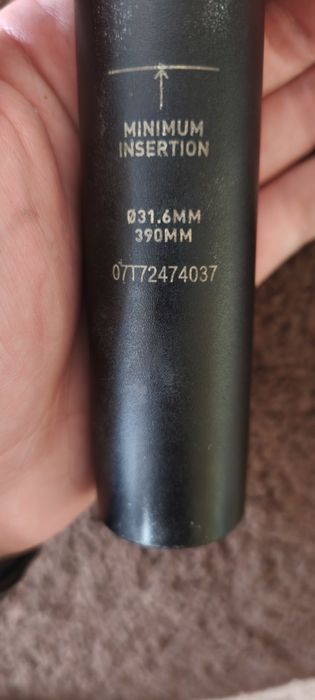 MINIMUM
INSERTION
Ø31.6MM
390MM
07T72474037